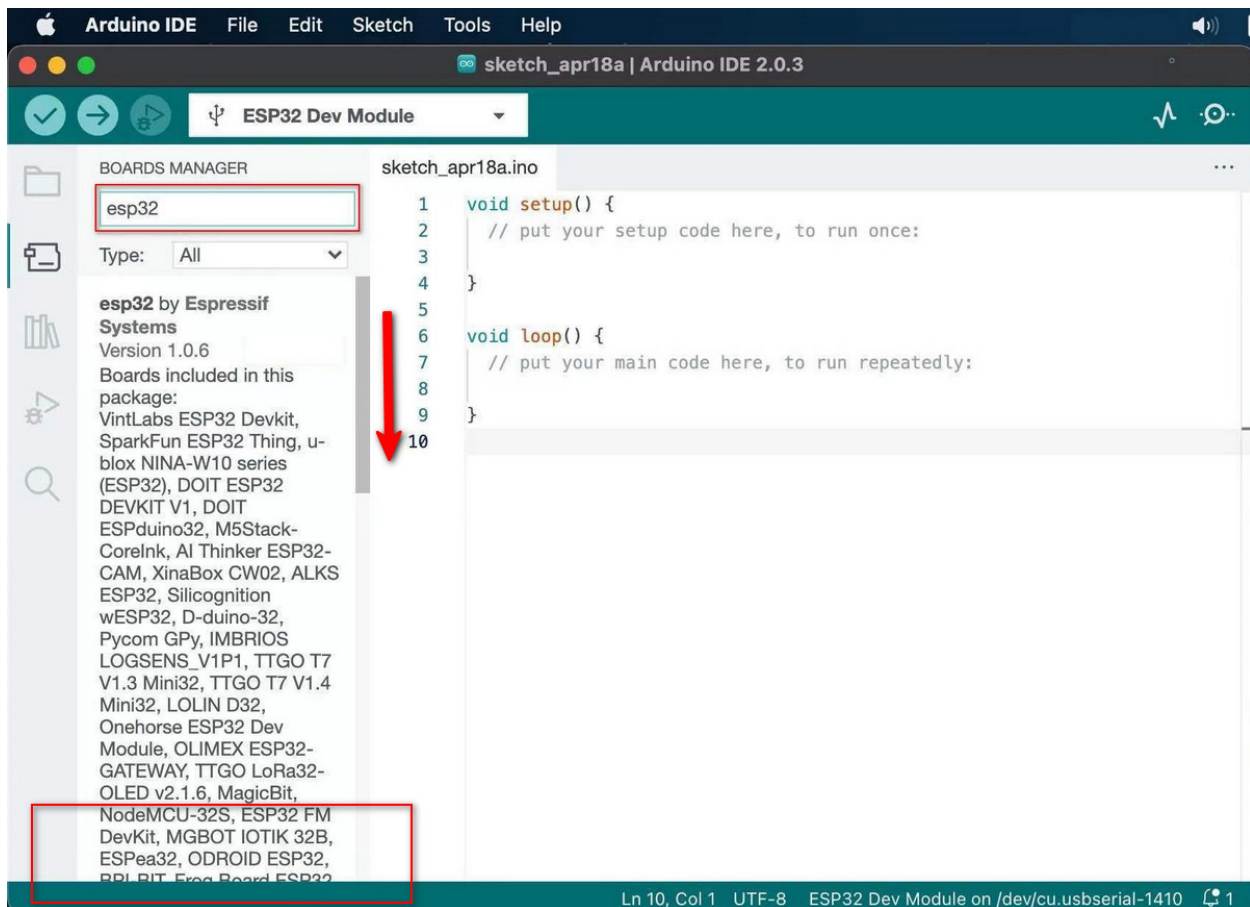 Arduino IDE File Edit Sketch Tools Help
sketch_apr18a | Arduino IDE 2.0.3
ESP32 Dev Module
BOARDS MANAGER
esp32
Type: All
esp32 by Espressif
Systems
Version 1.0.6
Boards included in this
package:
VintLabs ESP32 Devkit,
SparkFun ESP32 Thing, u-
blox NINA-W10 series
(ESP32), DOIT ESP32
DEVKIT V1, DOIT
ESPduino32, M5Stack-
CoreInk, AI Thinker ESP32-
CAM, XinaBox CW02, ALKS
ESP32, Silicognition
wESP32, D-duino-32,
Pycom GPy, IMBRIOS
LOGSENS_V1P1, TTGO T7
V1.3 Mini32, TTGO T7 V1.4
Mini32, LOLIN D32,
Onehorse ESP32 Dev
Module, OLIMEX ESP32-
GATEWAY, TTGO LoRa32-
OLED v2.1.6, MagicBit,
NodeMCU-32S, ESP32 FM
DevKit, MGBOT IOTIK 32B,
ESPea32, ODROID ESP32,
BPI-BIT, Frog Board ESP32
sketch_apr18a.ino
1 void setup() {
2 // put your setup code here, to run once:
3
4 }
5
6 void loop() {
7 // put your main code here, to run repeatedly:
8
9 }
10
Ln 10, Col 1 UTF-8 ESP32 Dev Module on /dev/cu.usbserial-1410 1